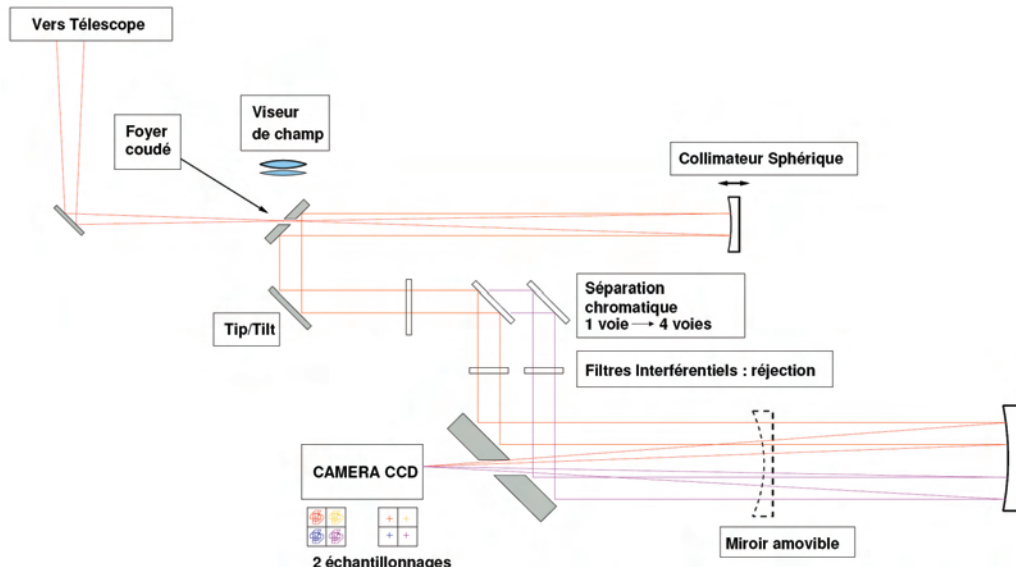 Vers Télescope
Viseur
de champ
Foyer
coudé
Collimateur Sphérique
Séparation
chromatique
1 voie → 4 voies
Tip/Tilt
Filtres Interférentiels : réjection
CAMERA CCD
Miroir amovible
2 échantillonnages